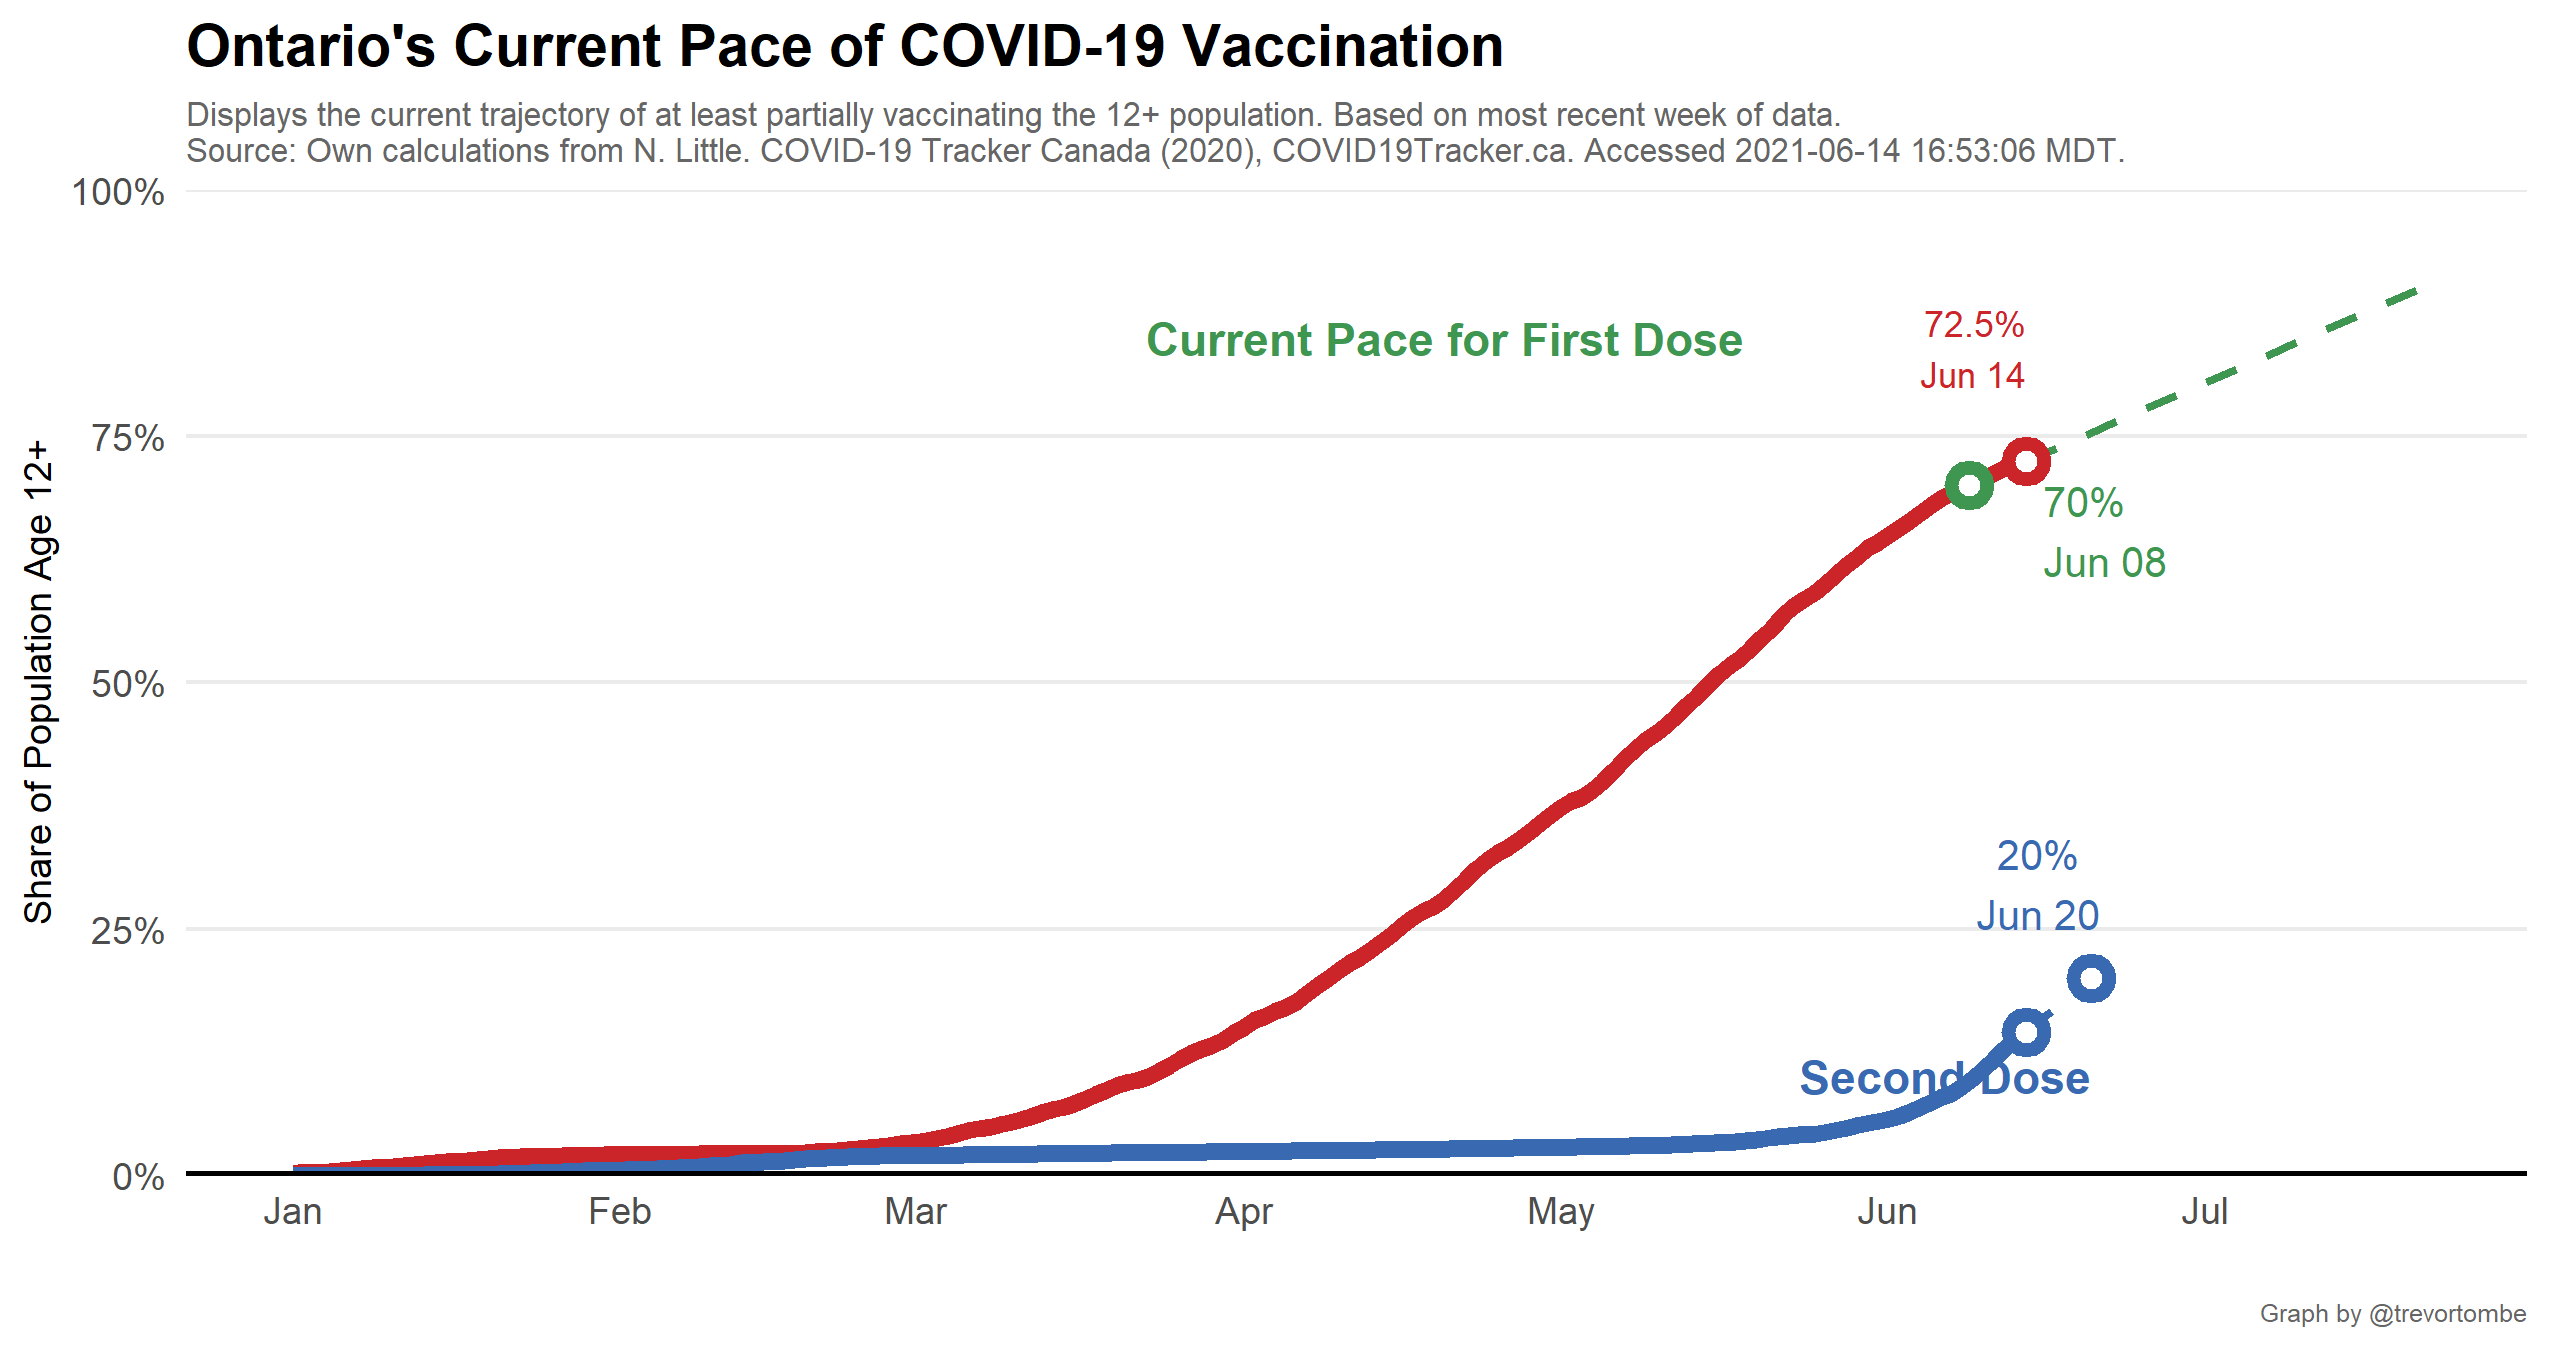 Ontario's Current Pace of COVID-19 Vaccination
Displays the current trajectory of at least partially vaccinating the 12+ population. Based on most recent week of data.
Source: Own calculations from N. Little. COVID-19 Tracker Canada (2020), COVID19Tracker.ca. Accessed 2021-06-14 16:53:06 MDT.
100%
75%
50%
25%
0%
Share of Population Age 12+
Current Pace for First Dose
72.5%
Jun 14
70%
Jun 08
20%
Jun 20
Second Dose
Jan
Feb
Mar
Apr
May
Jun
Jul
Graph by @trevortombe